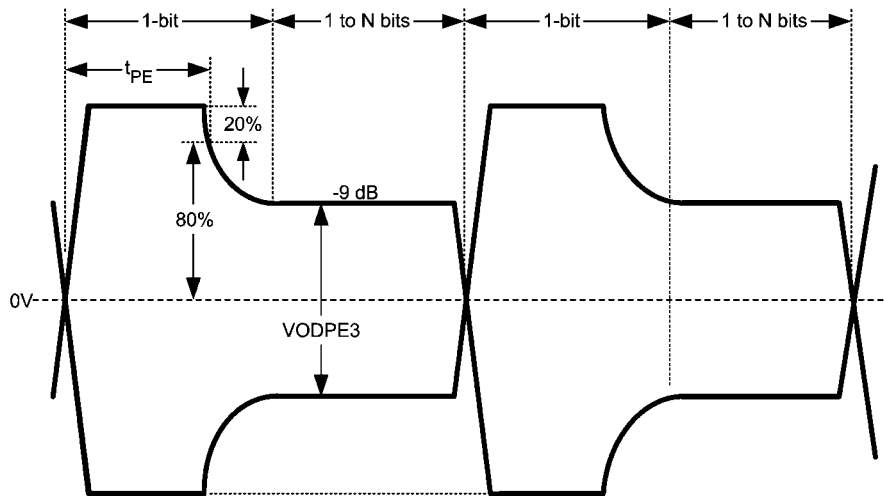 1-bit 1 to N bits 1-bit 1 to N bits
tPE
20%
-9 dB
80%
0V
VODPE3